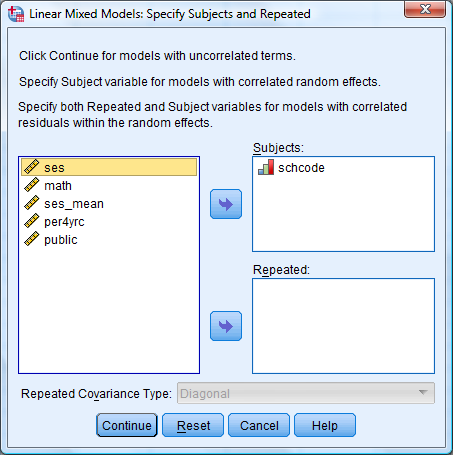 Linear Mixed Models: Specify Subjects and Repeated
Click Continue for models with uncorrelated terms.
Specify Subject variable for models with correlated random effects.
Specify both Repeated and Subject variables for models with correlated
residuals within the random effects.
Subjects:
ses
math
ses_mean
per4yrc
public
schcode
Repeated:
Repeated Covariance Type: Diagonal
Continue Reset Cancel Help